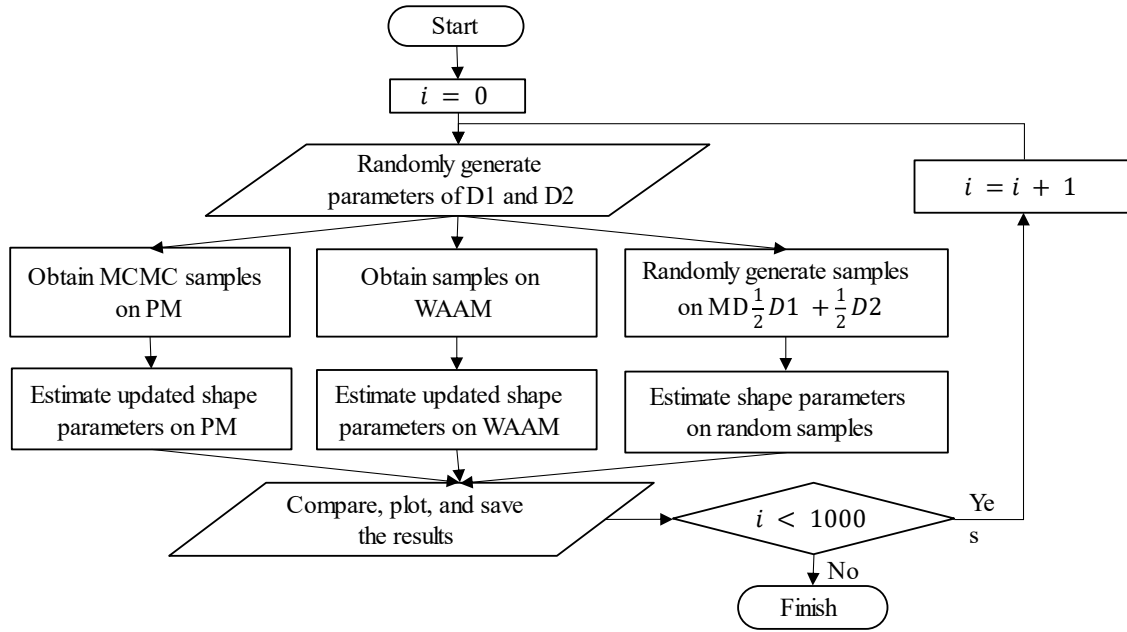 Start
i = 0
Randomly generate
parameters of D1 and D2
i = i + 1
Obtain MCMC samples
on PM
Obtain samples on
WAAM
Randomly generate samples
on MD 1/2 D1 + 1/2 D2
Estimate updated shape
parameters on PM
Estimate updated shape
parameters on WAAM
Estimate shape parameters
on random samples
Compare, plot, and save
the results
i < 1000
Ye
s
No
Finish